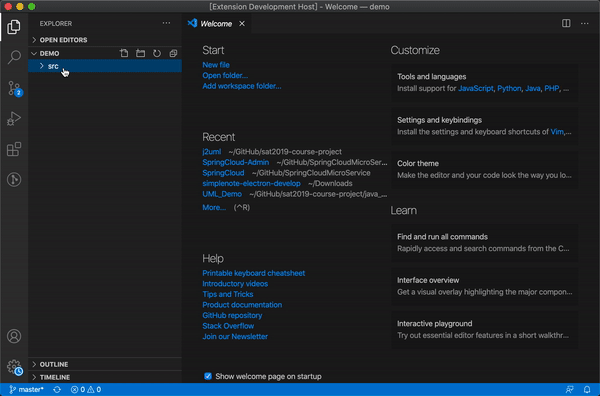 [Extension Development Host] - Welcome — demo
EXPLORER
OPEN EDITORS
DEMO
src
OUTLINE
TIMELINE
Welcome
Start
New file
Open folder...
Add workspace folder...
Recent
j2uml ~/GitHub/sat2019-course-project
SpringCloud-Admin ~/GitHub/SpringCloudMicroSer...
SpringCloud ~/GitHub/SpringCloudMicroService
simplenote-electron-develop ~/Downloads
UML_Demo ~/GitHub/sat2019-course-project/java_...
More... (^R)
Help
Printable keyboard cheatsheet
Introductory videos
Tips and Tricks
Product documentation
GitHub repository
Stack Overflow
Join our Newsletter
Customize
Tools and languages
Install support for JavaScript, Python, Java, PHP, ...
Settings and keybindings
Install the settings and keyboard shortcuts of Vim,...
Color theme
Make the editor and your code look the way you lo...
Learn
Find and run all commands
Rapidly access and search commands from the C...
Interface overview
Get a visual overlay highlighting the major compon...
Interactive playground
Try out essential editor features in a short walkthr...
Show welcome page on startup
2
master*
0 0